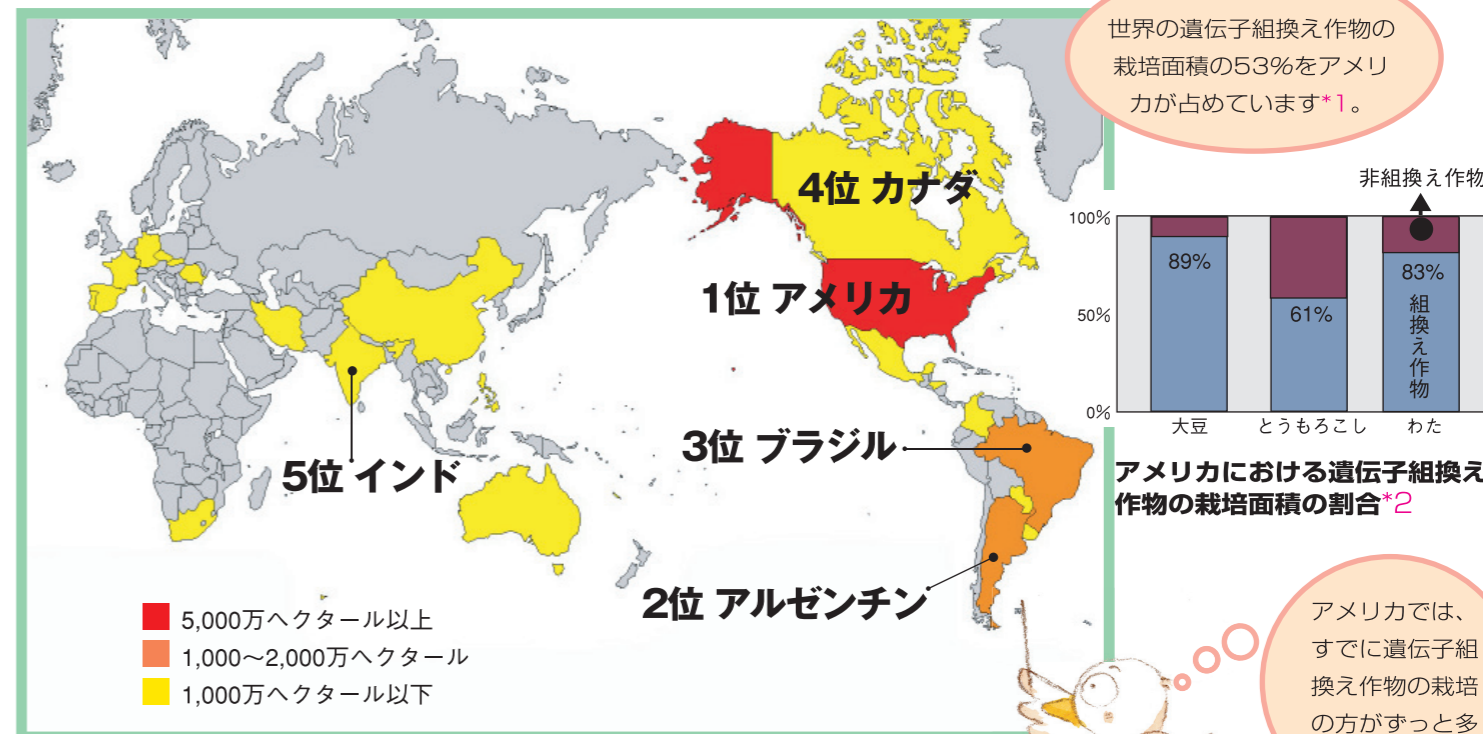 世界の遺伝子組換え作物の
栽培面積の53%をアメリ
カが占めています*1。
4位 カナダ
1位 アメリカ
3位 ブラジル
5位 インド
2位 アルゼンチン
5,000万ヘクタール以上
1,000〜2,000万ヘクタール
1,000万ヘクタール以下
非組換え作物
100%
50%
0%
89%
61%
83%
組換え作物
大豆
とうもろこし
わた
アメリカにおける遺伝子組換え
作物の栽培面積の割合*2
アメリカでは、
すでに遺伝子組
換え作物の栽培
の方がずっと多